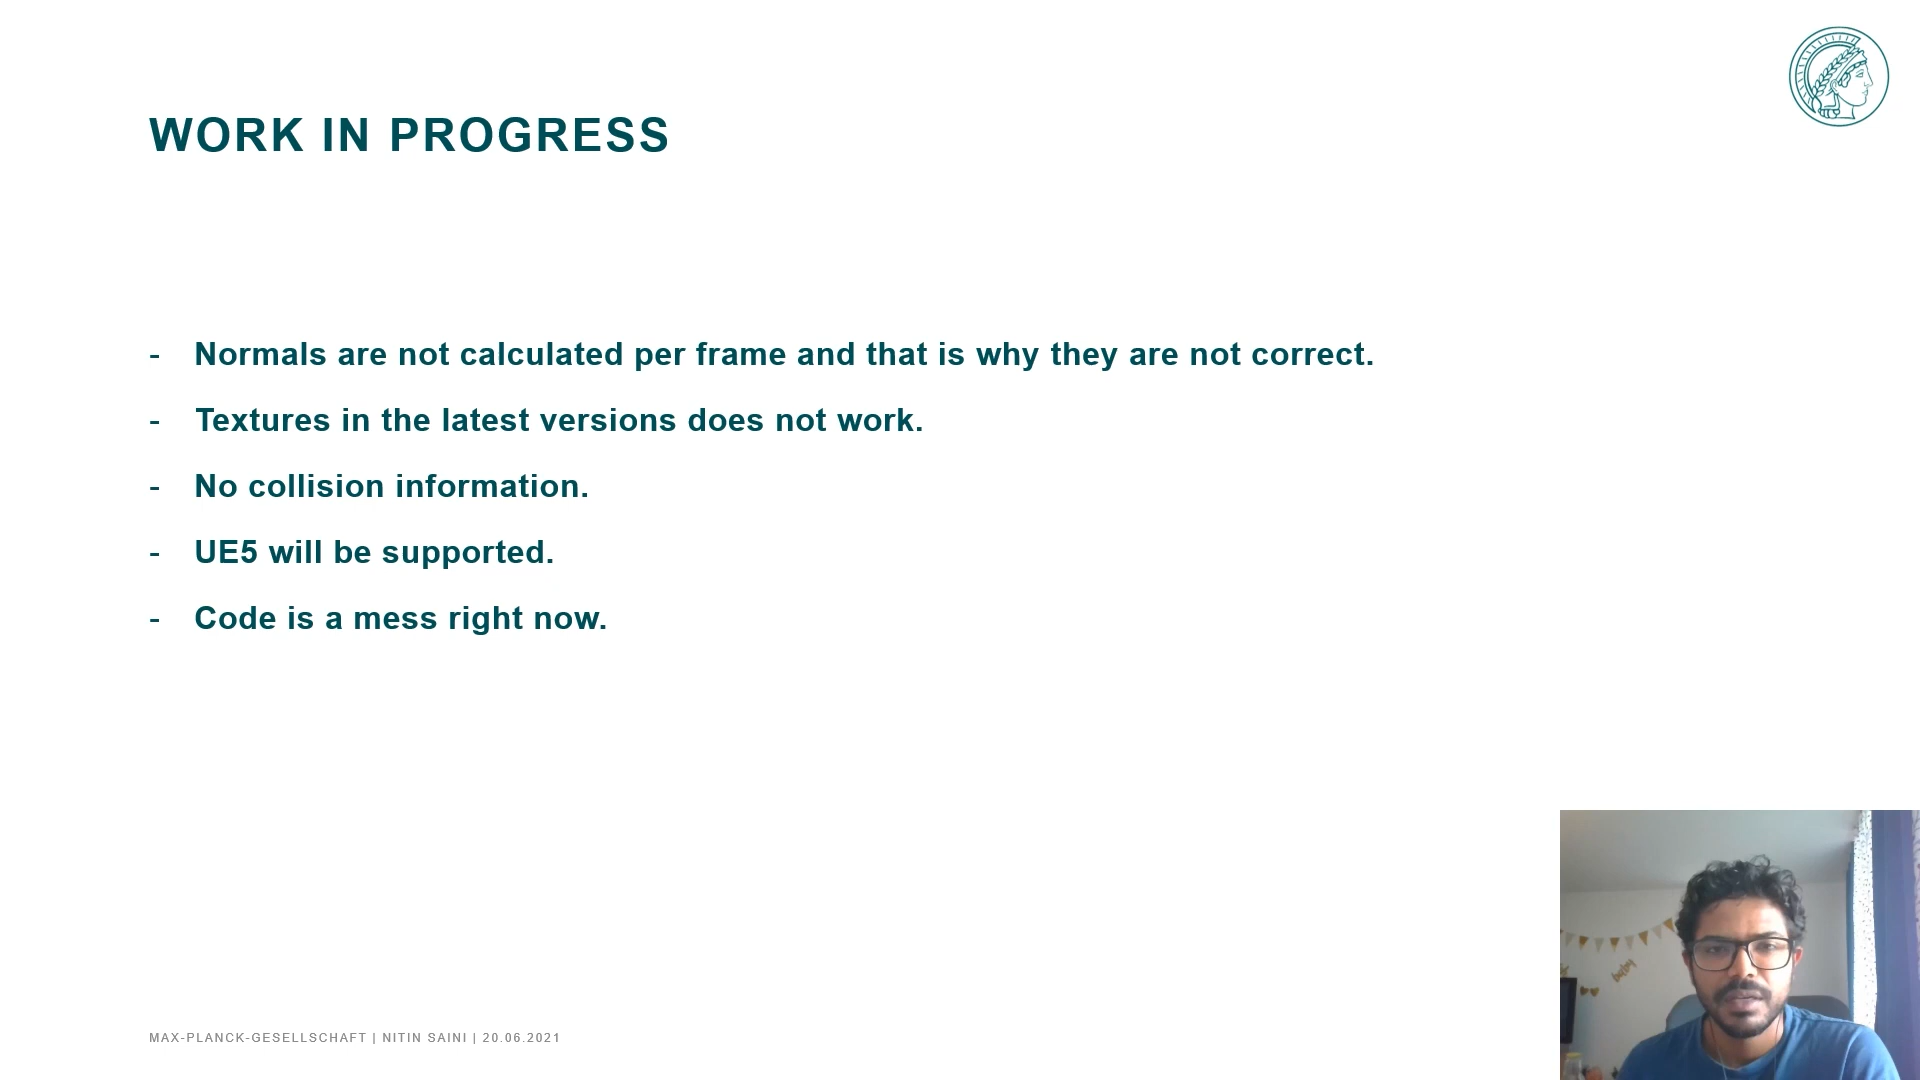 WORK IN PROGRESS
- Normals are not calculated per frame and that is why they are not correct.
- Textures in the latest versions does not work.
- No collision information.
- UE5 will be supported.
- Code is a mess right now.
baby
MAX-PLANCK-GESELLSCHAFT | NITIN SAINI | 20.06.2021